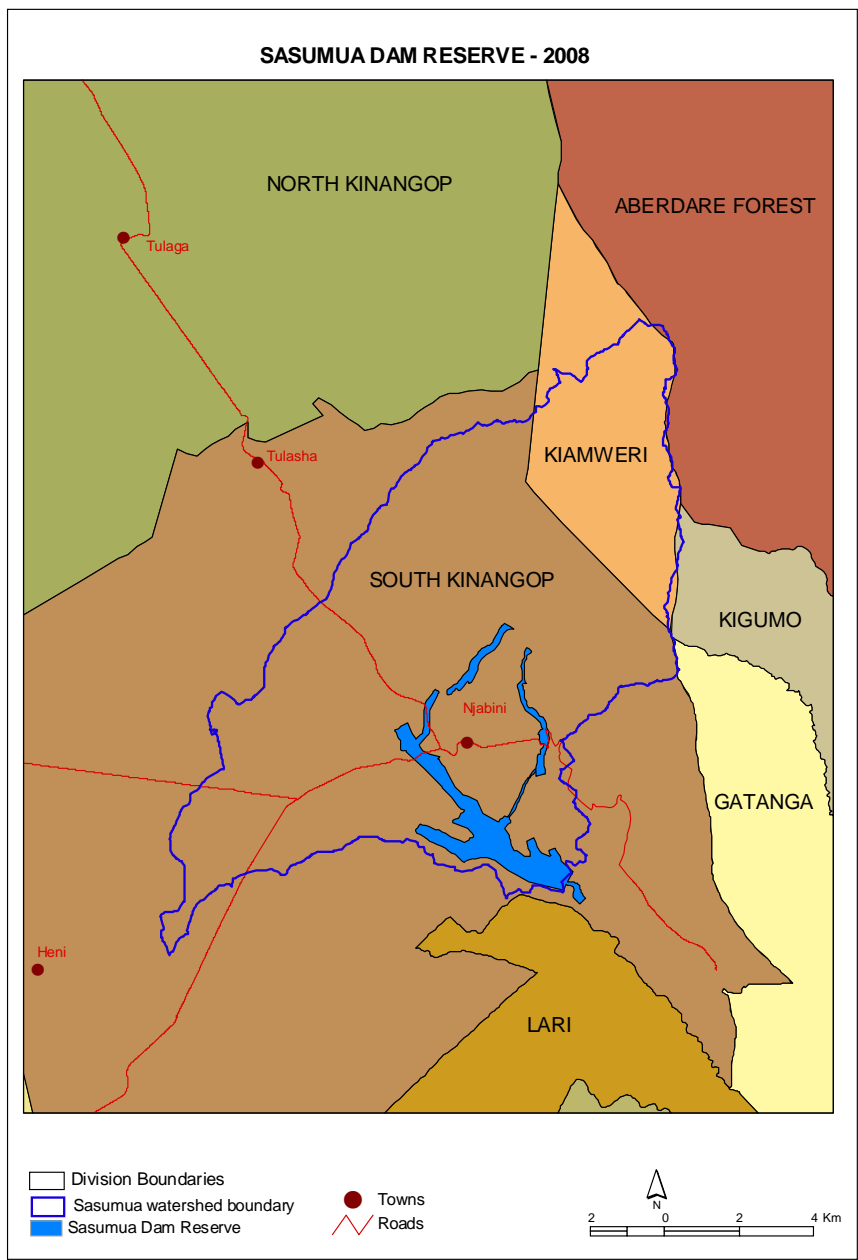 SASUMUA DAM RESERVE - 2008
NORTH KINANGOP
ABERDARE FOREST
Tulaga
KIAMWERI
Tulasha
SOUTH KINANGOP
KIGUMO
Njabini
GATANGA
Heni
LARI
Division Boundaries
Sasumua watershed boundary
Sasumua Dam Reserve
Towns
Roads
N
2 0 2 4 Km